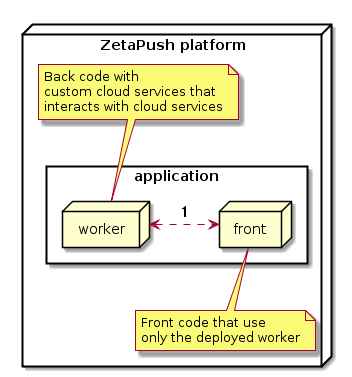 ZetaPush platform
Back code with
custom cloud services that
interacts with cloud services
application
worker
1
front
Front code that use
only the deployed worker